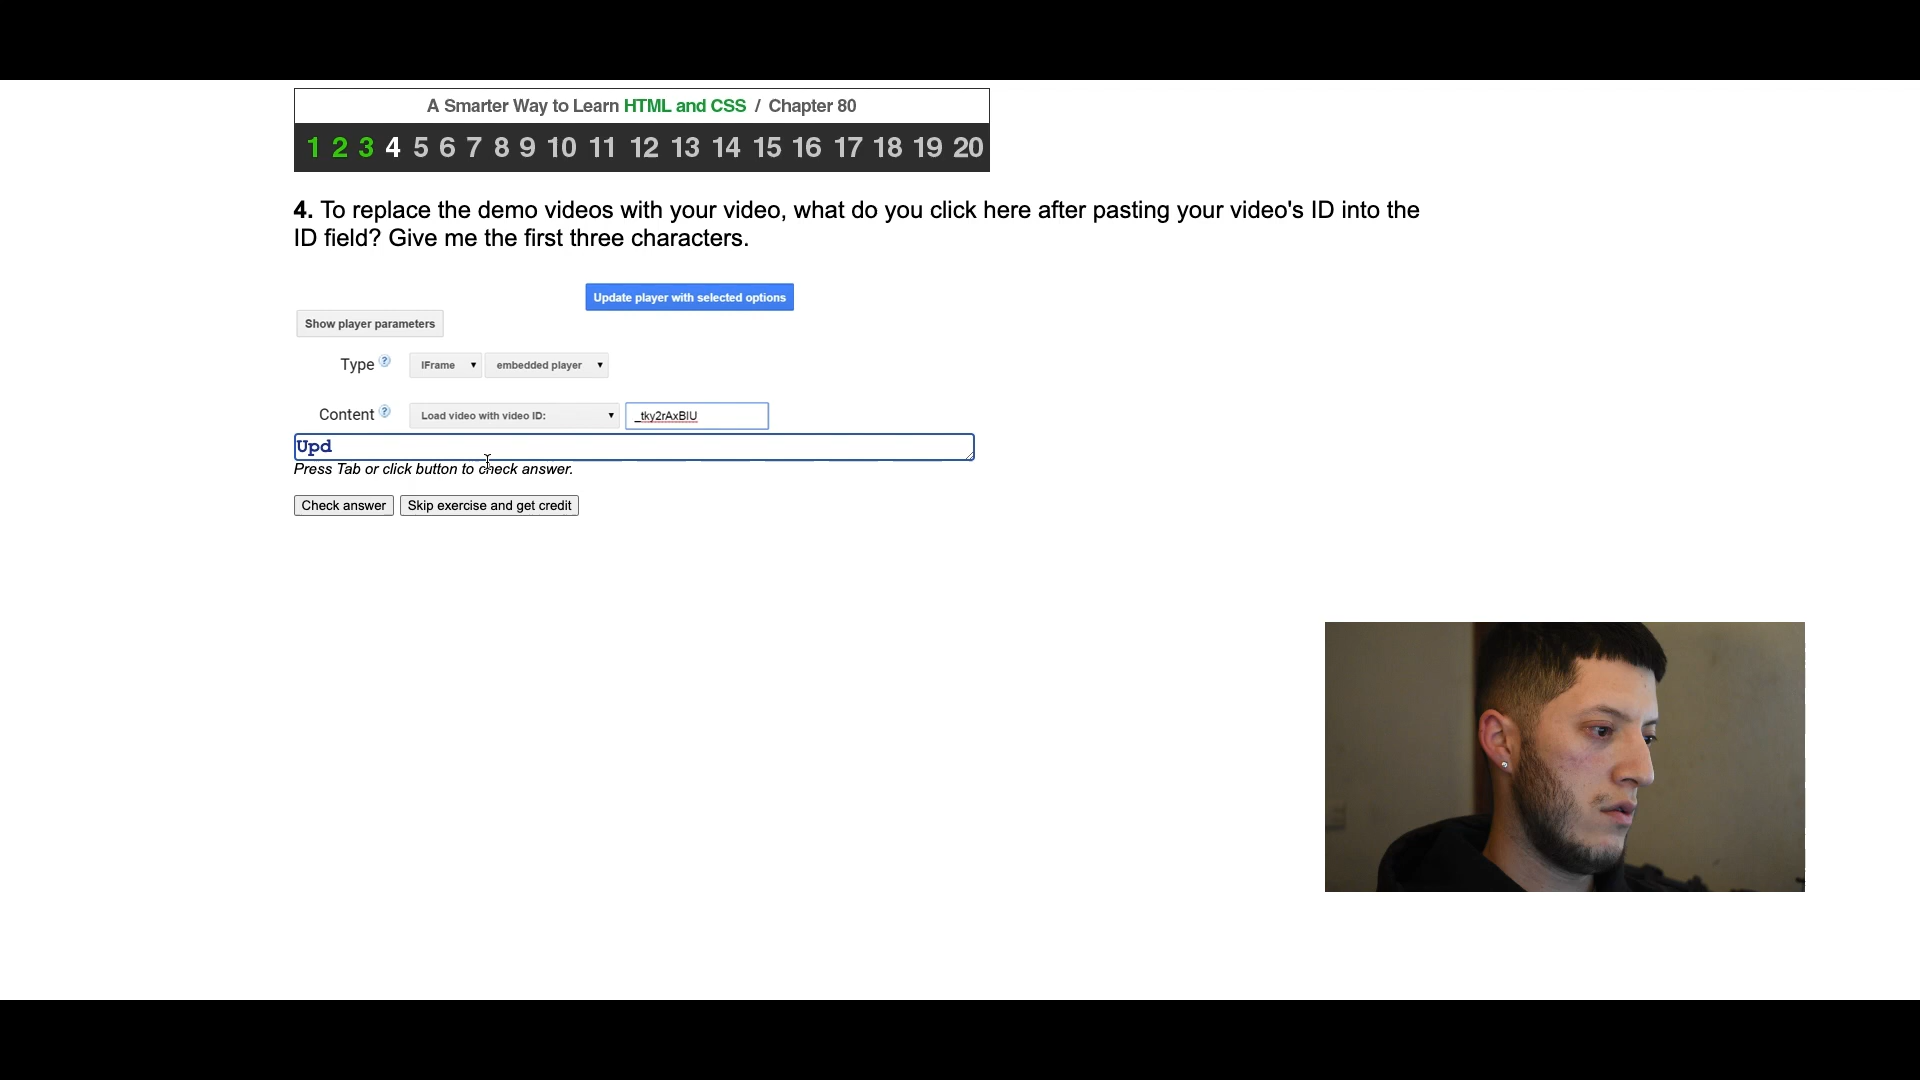 A Smarter Way to Learn HTML and CSS / Chapter 80
1 2 3 4 5 6 7 8 9 10 11 12 13 14 15 16 17 18 19 20
4. To replace the demo videos with your video, what do you click here after pasting your video's ID into the
ID field? Give me the first three characters.
Update player with selected options
Show player parameters
Type ? IFrame embedded player
Content ? Load video with video ID: _tky2rAxBIU
Upd
Press Tab or click button to check answer.
Check answer Skip exercise and get credit